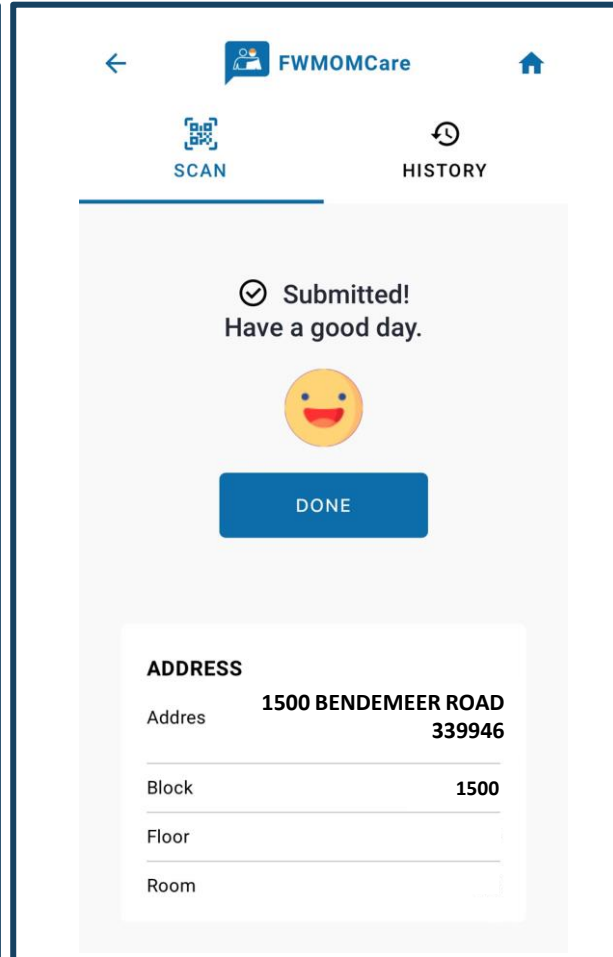 FWMOMCare
SCAN
HISTORY
Submitted!
Have a good day.
DONE
ADDRESS
Addres
1500 BENDEMEER ROAD
339946
Block 1500
Floor
Room